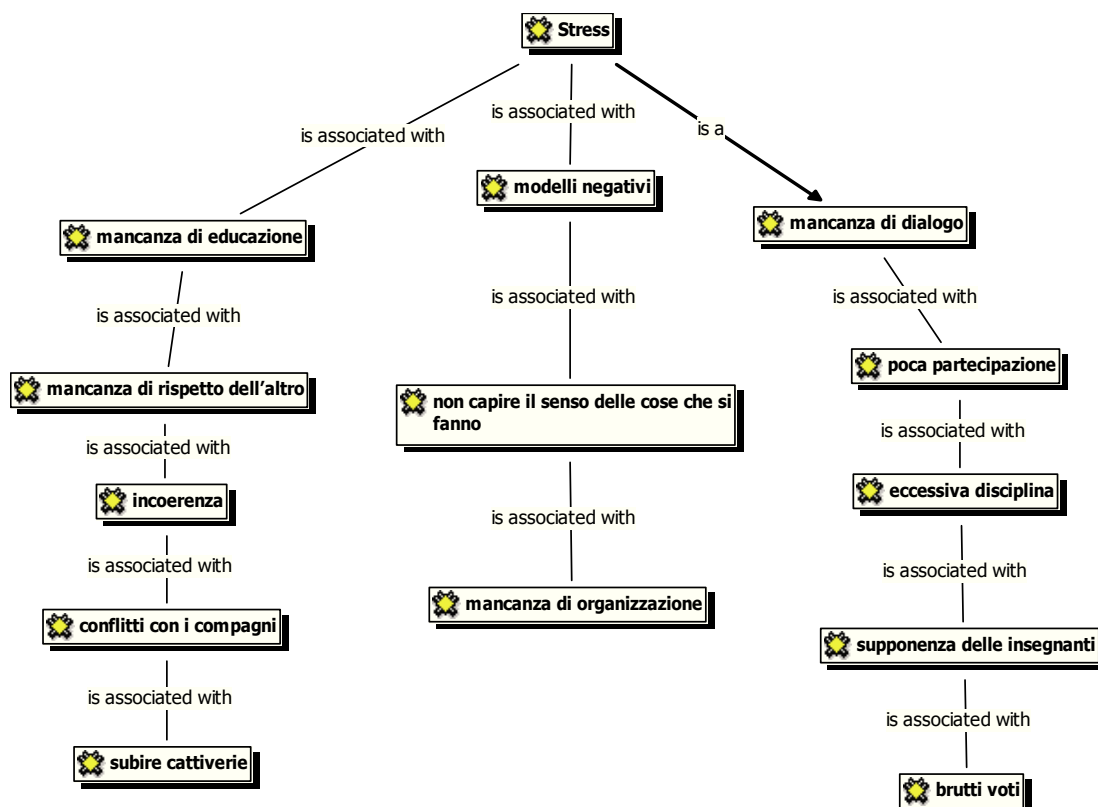 Stress
is associated with
is associated with
is a
modelli negativi
mancanza di educazione
mancanza di dialogo
is associated with
is associated with
is associated with
mancanza di rispetto dell'altro
non capire il senso delle cose che si
fanno
poca partecipazione
is associated with
is associated with
incoerenza
eccessiva disciplina
is associated with
is associated with
is associated with
conflitti con i compagni
mancanza di organizzazione
supponenza delle insegnanti
is associated with
is associated with
subire cattiverie
brutti voti